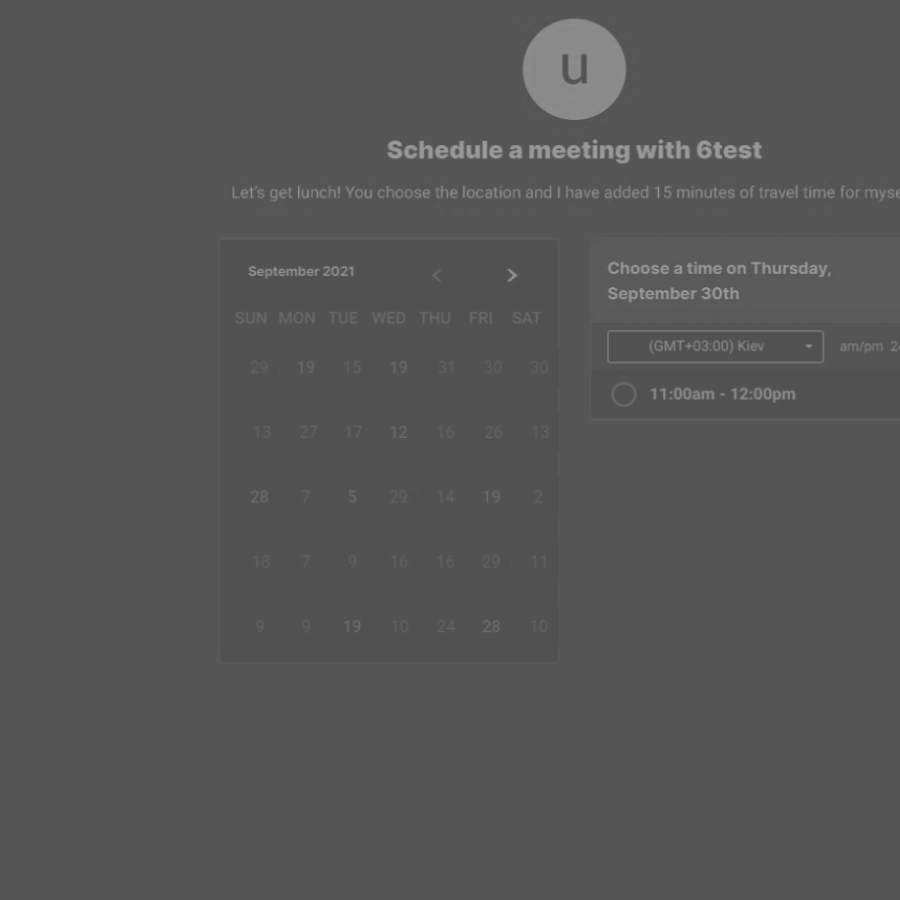 u
Schedule a meeting with 6test
Let's get lunch! You choose the location and I have added 15 minutes of travel time for myse
September 2021
SUN MON TUE WED THU FRI SAT
29 19 15 19 31 30 30
13 27 17 12 16 26 13
28 7 5 29 14 19 2
18 7 9 16 16 29 11
9 9 19 10 24 28 10
Choose a time on Thursday,
September 30th
(GMT+03:00) Kiev am/pm 24
11:00am - 12:00pm